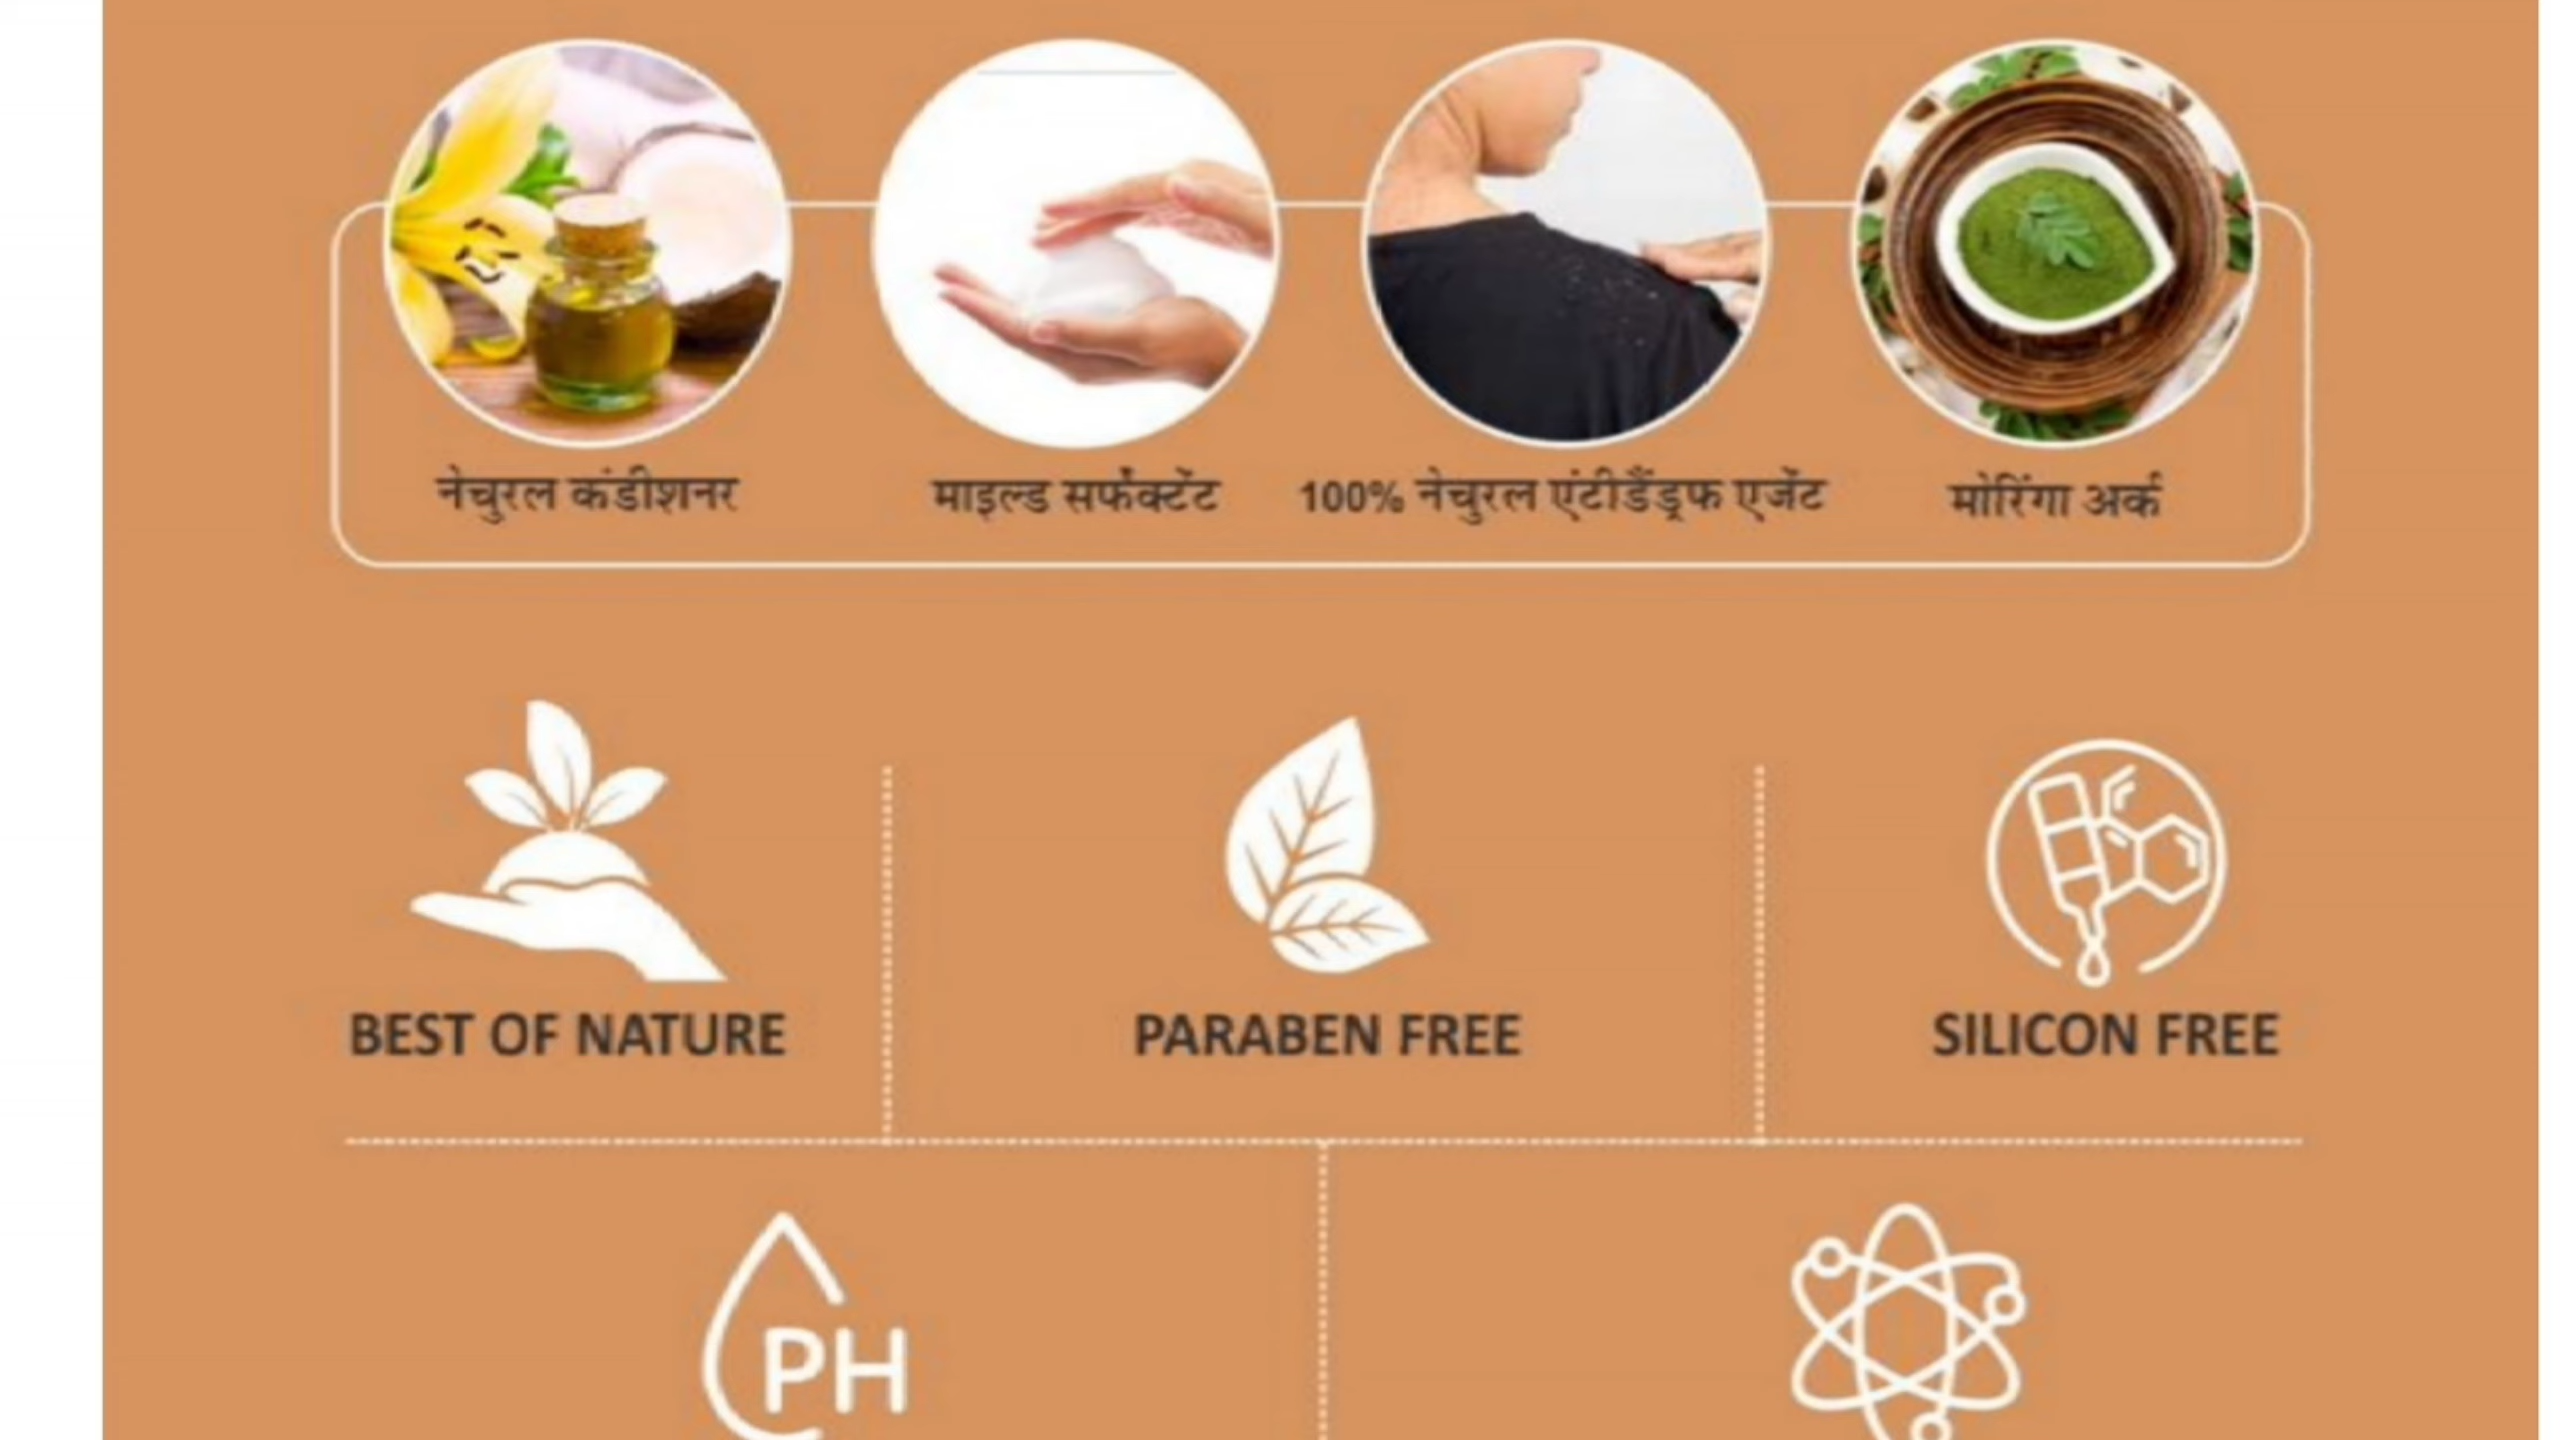 नेचुरल कंडीशनर
माइल्ड सर्फेक्टेंट
100% नेचुरल एंटीडैंड्रफ एजेंट
मोरिंगा अर्क
BEST OF NATURE
PARABEN FREE
SILICON FREE
PH